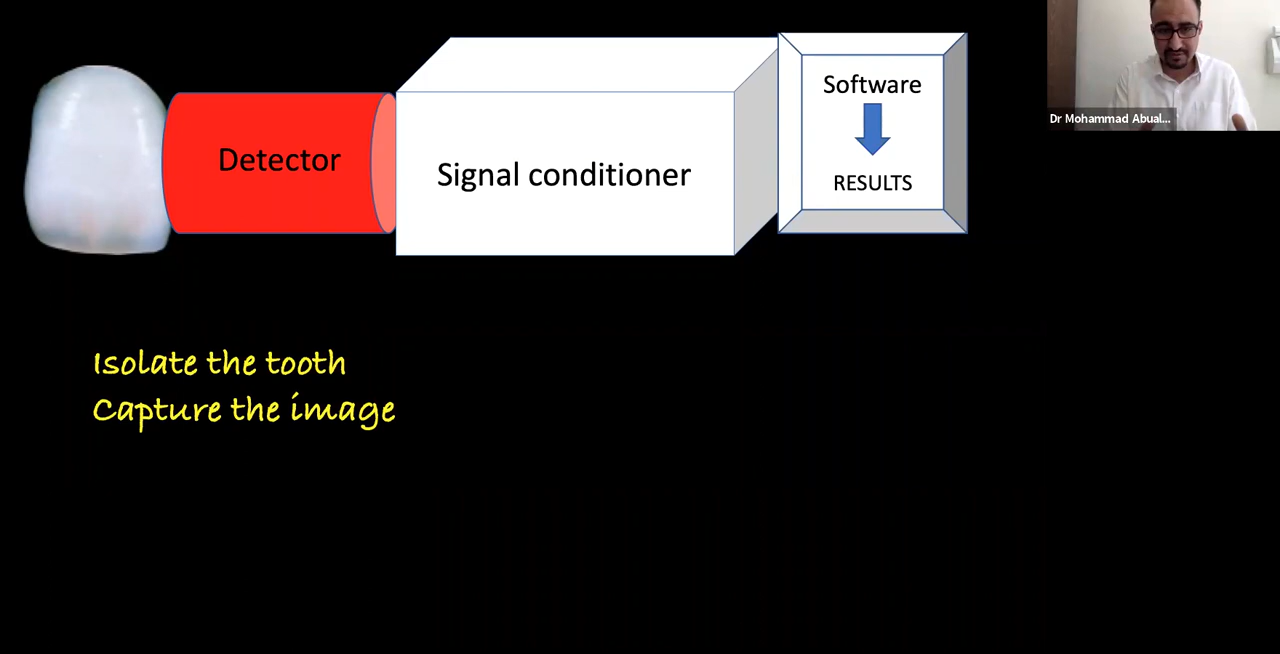 Detector
Signal conditioner
Software
RESULTS
Dr Mohammad Abual...
Isolate the tooth
Capture the image